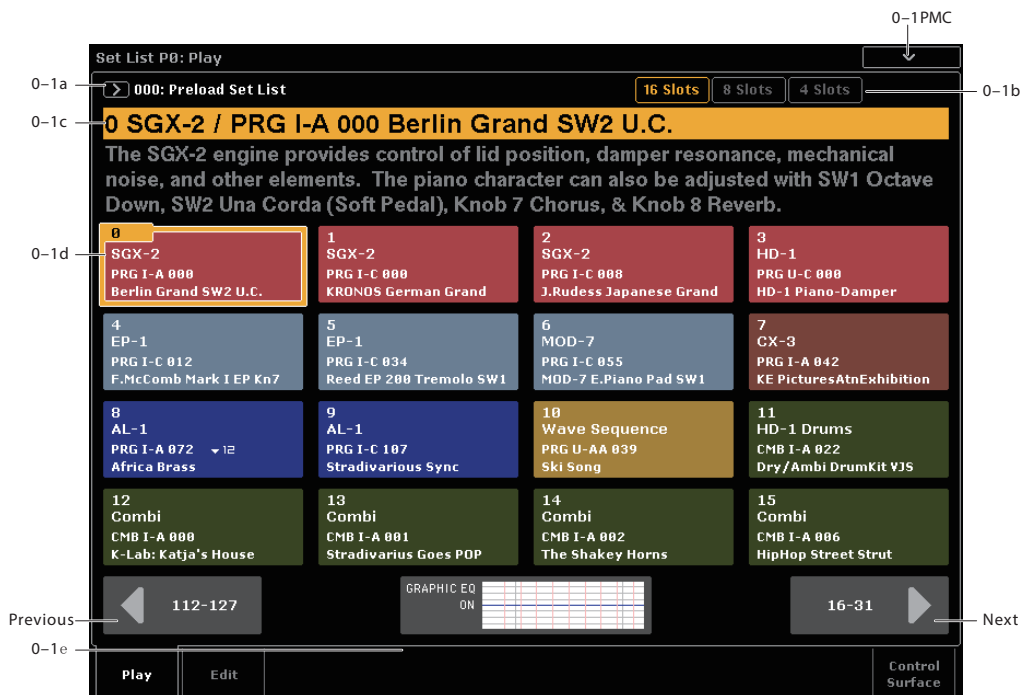 0–1PMC
Set List P0: Play
0–1a
000: Preload Set List
16 Slots
8 Slots
4 Slots
0–1b
0–1c
0 SGX-2 / PRG I-A 000 Berlin Grand SW2 U.C.
The SGX-2 engine provides control of lid position, damper resonance, mechanical
noise, and other elements. The piano character can also be adjusted with SW1 Octave
Down, SW2 Una Corda (Soft Pedal), Knob 7 Chorus, & Knob 8 Reverb.
0–1d
0
SGX-2
PRG I-A 000
Berlin Grand SW2 U.C.
1
SGX-2
PRG I-C 000
KRONOS German Grand
2
SGX-2
PRG I-C 008
J.Rudess Japanese Grand
3
HD-1
PRG U-C 000
HD-1 Piano-Damper
4
EP-1
PRG I-C 012
F.McComb Mark I EP Kn7
5
EP-1
PRG I-C 034
Reed EP 200 Tremolo SW1
6
MOD-7
PRG I-C 055
MOD-7 E.Piano Pad SW1
7
CX-3
PRG I-A 042
KE PicturesAtnExhibition
8
AL-1
PRG I-A 072 ▾12
Africa Brass
9
AL-1
PRG I-C 107
Stradivarious Sync
10
Wave Sequence
PRG U-AA 039
Ski Song
11
HD-1 Drums
CMB I-A 022
Dry/Ambi DrumKit VJS
12
Combi
CMB I-A 000
K-Lab: Katja's House
13
Combi
CMB I-A 001
Stradivarius Goes POP
14
Combi
CMB I-A 002
The Shakey Horns
15
Combi
CMB I-A 006
HipHop Street Strut
Previous
112-127
GRAPHIC EQ
ON
16-31
Next
0–1e
Play
Edit
Control
Surface